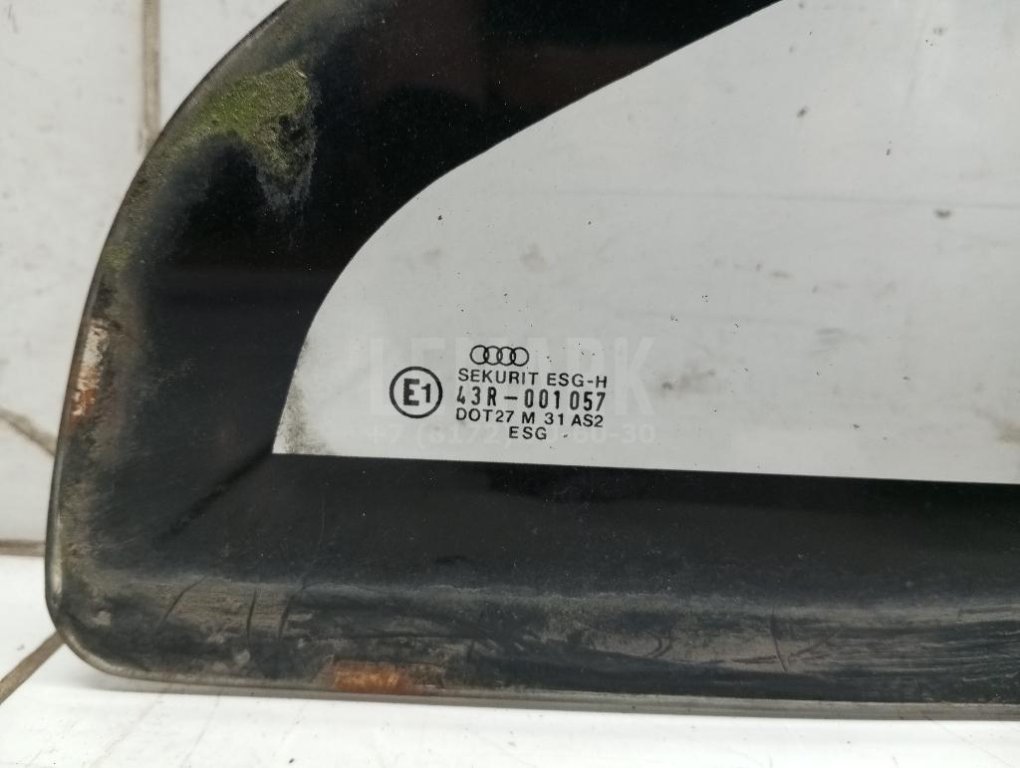 SEKURIT ESG-H
E1
43R-001057
DOT27 M 31 AS2
ESG